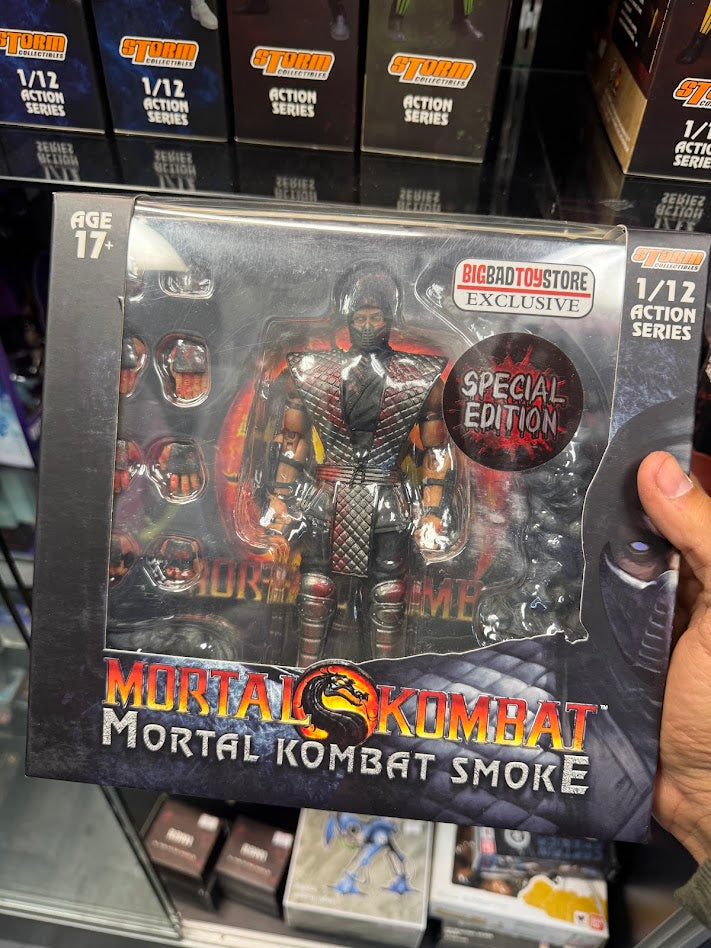 STORM
COLLECTIBLES
1/12
ACTION
SERIES
STORM
COLLECTIBLES
1/12
ACTION
SERIES
STORM
COLLECTIBLES
ACTION
SERIES
STORM
COLLECTIBLES
ACTION
SERIES
1/12
ACTION
SERIES
AGE
17+
BIGBADTOYSTORE
EXCLUSIVE
STORM
COLLECTIBLES
1/12
ACTION
SERIES
SPECIAL
EDITION
MORTAL KOMBAT™
MORTAL KOMBAT SMOKE